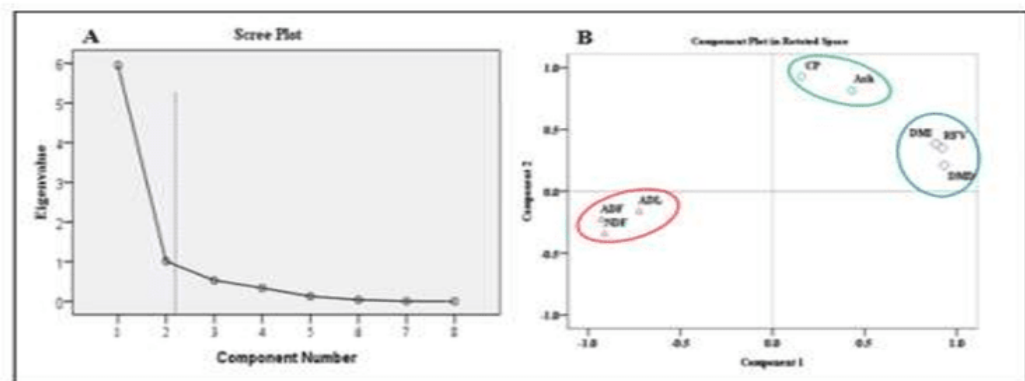 A
Scree Plot
6
5
4
3
2
1
0
Eigenvalue
1 2 3 4 5 6 7 8
Component Number
B
Component Plot in Rotated Space
1.0
0.5
0.0
-0.5
-1.0
Component 2
CP
Ash
DMI RFV
DMD
ADF ADL
NDF
-1.0 -0.5 0.0 0.5 1.0
Component 1